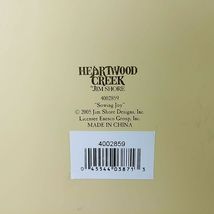 HEARTWOOD
CREEK
BY JIM SHORE
4002859
"Sowing Joy"
© 2005 Jim Shore Designs, Inc.
Licensee Enesco Group, Inc.
MADE IN CHINA
4002859
0 45544 03871 3